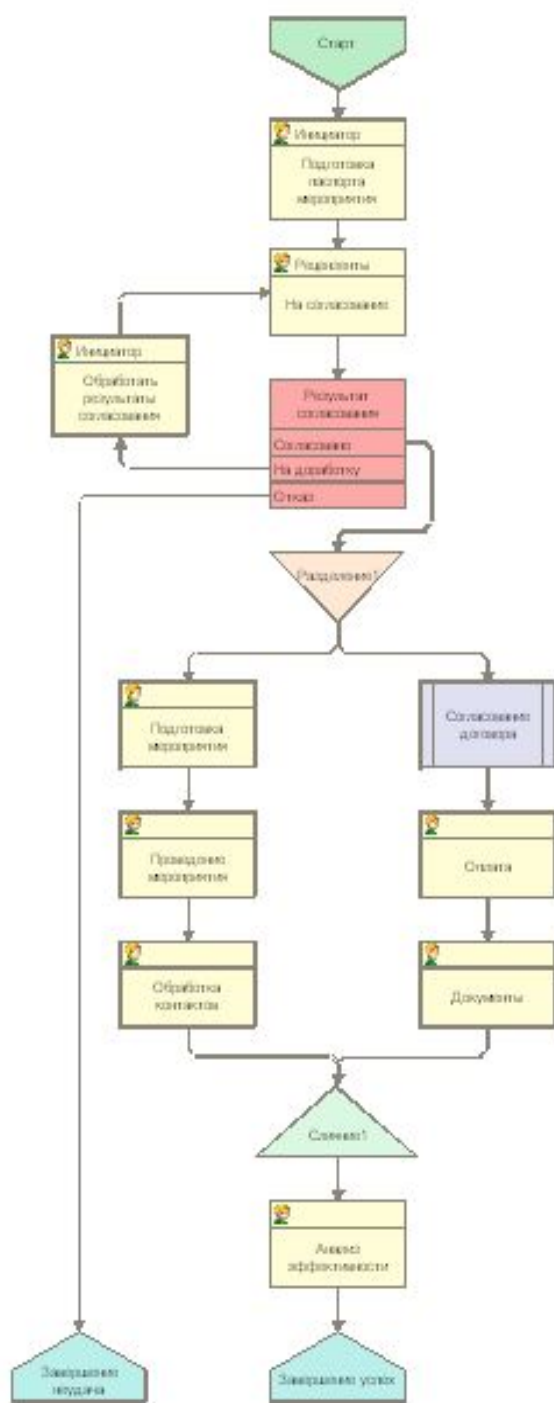 Старт
Инициатор
Подготовка
паспорта
мероприятия
Рецензенты
На согласование
Инициатор
Обработать
результаты
согласования
Результат
согласования
Согласовано
На доработку
Отказ
Разделение1
Подготовка
мероприятия
Согласование
договора
Проведение
мероприятия
Оплата
Обработка
контактов
Документы
Слияние1
Анализ
эффективности
Завершение
неудача
Завершение успех